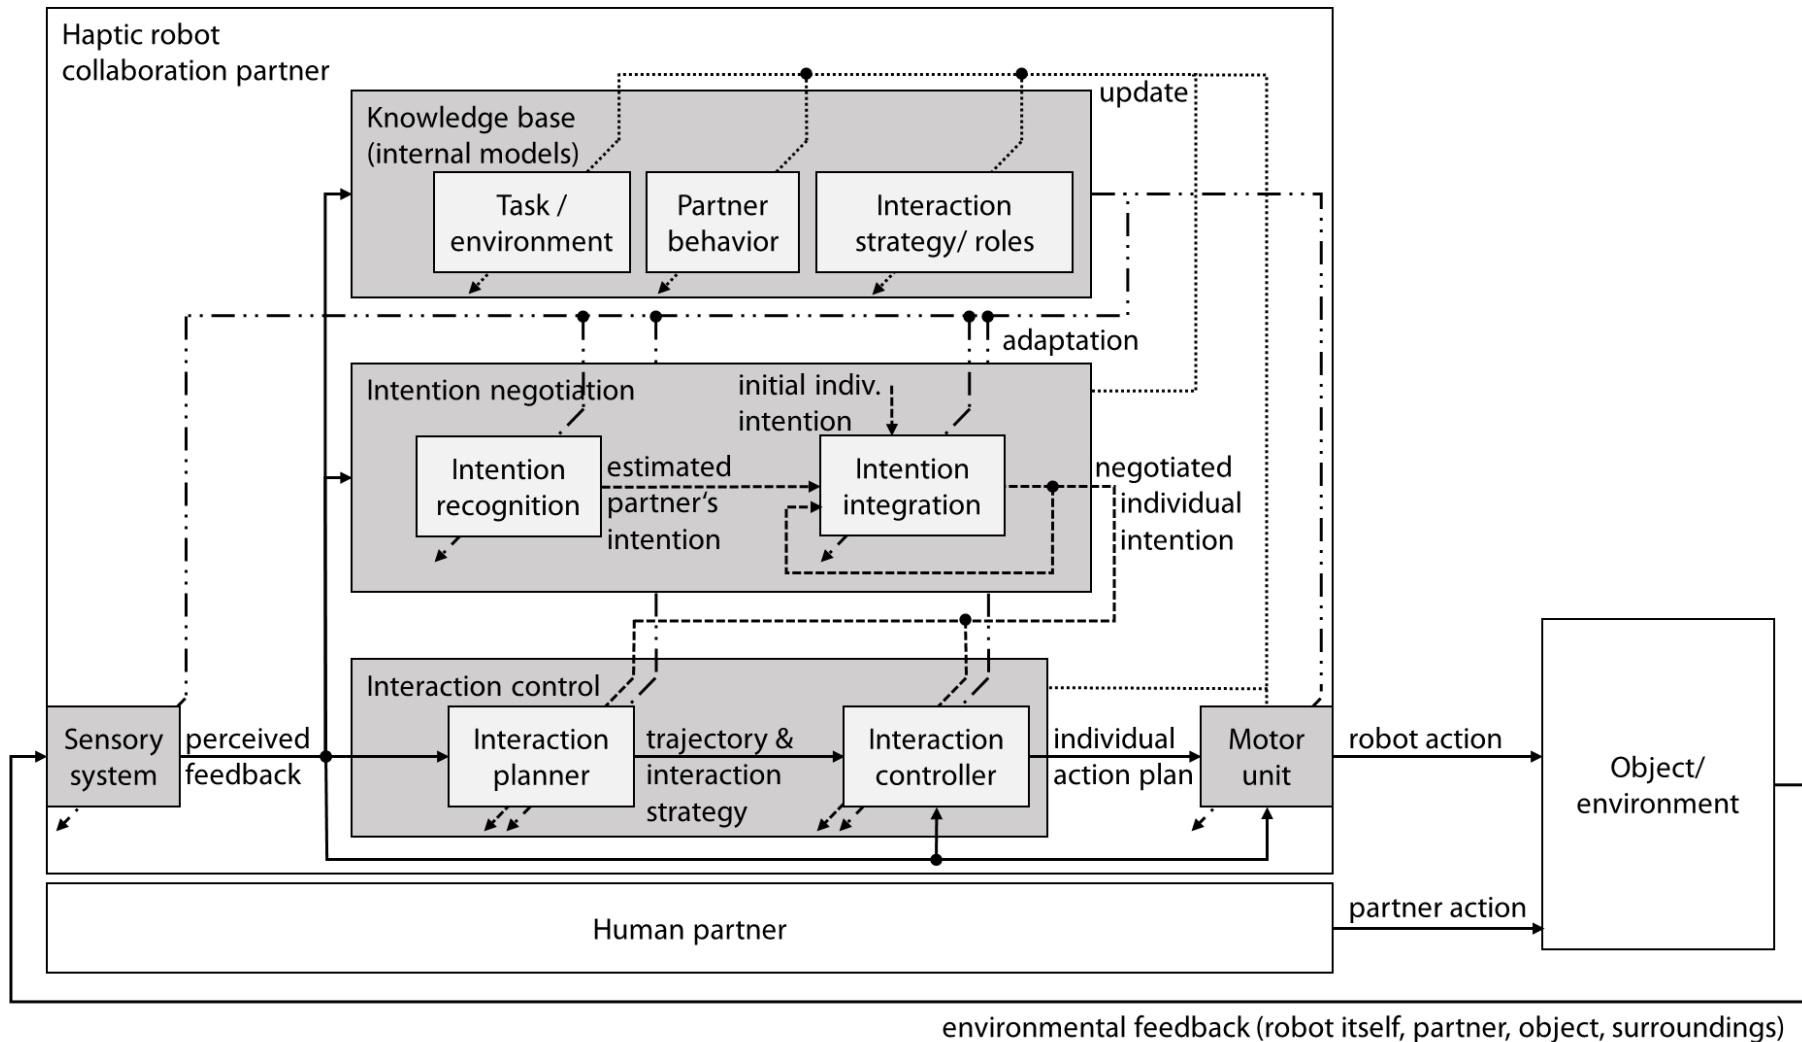 Haptic robot
collaboration partner
update
Knowledge base
(internal models)
Task /
environment
Partner
behavior
Interaction
strategy/ roles
adaptation
Intention negotiation
initial indiv.
intention
Intention
recognition
estimated
partner‘s
intention
Intention
integration
negotiated
individual
intention
Interaction control
Sensory
system
perceived
feedback
Interaction
planner
trajectory &
interaction
strategy
Interaction
controller
individual
action plan
Motor
unit
robot action
Object/
environment
Human partner
partner action
environmental feedback (robot itself, partner, object, surroundings)